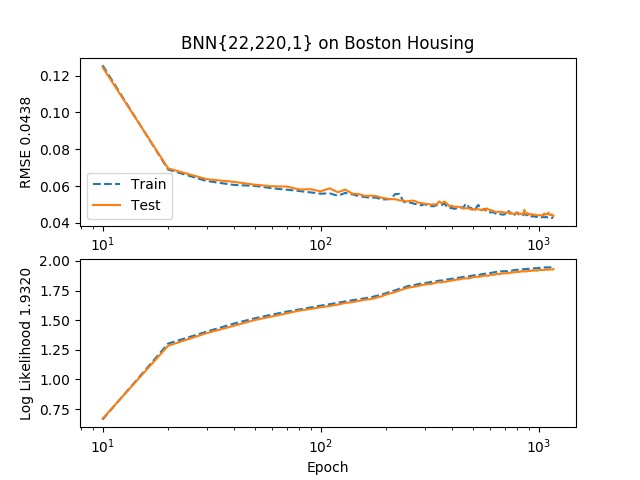 BNN{22,220,1} on Boston Housing
RMSE 0.0438
0.12
0.10
0.08
0.06
0.04
Train
Test
10¹
10²
10³
Log Likelihood 1.9320
2.00
1.75
1.50
1.25
1.00
0.75
10¹
10²
10³
Epoch